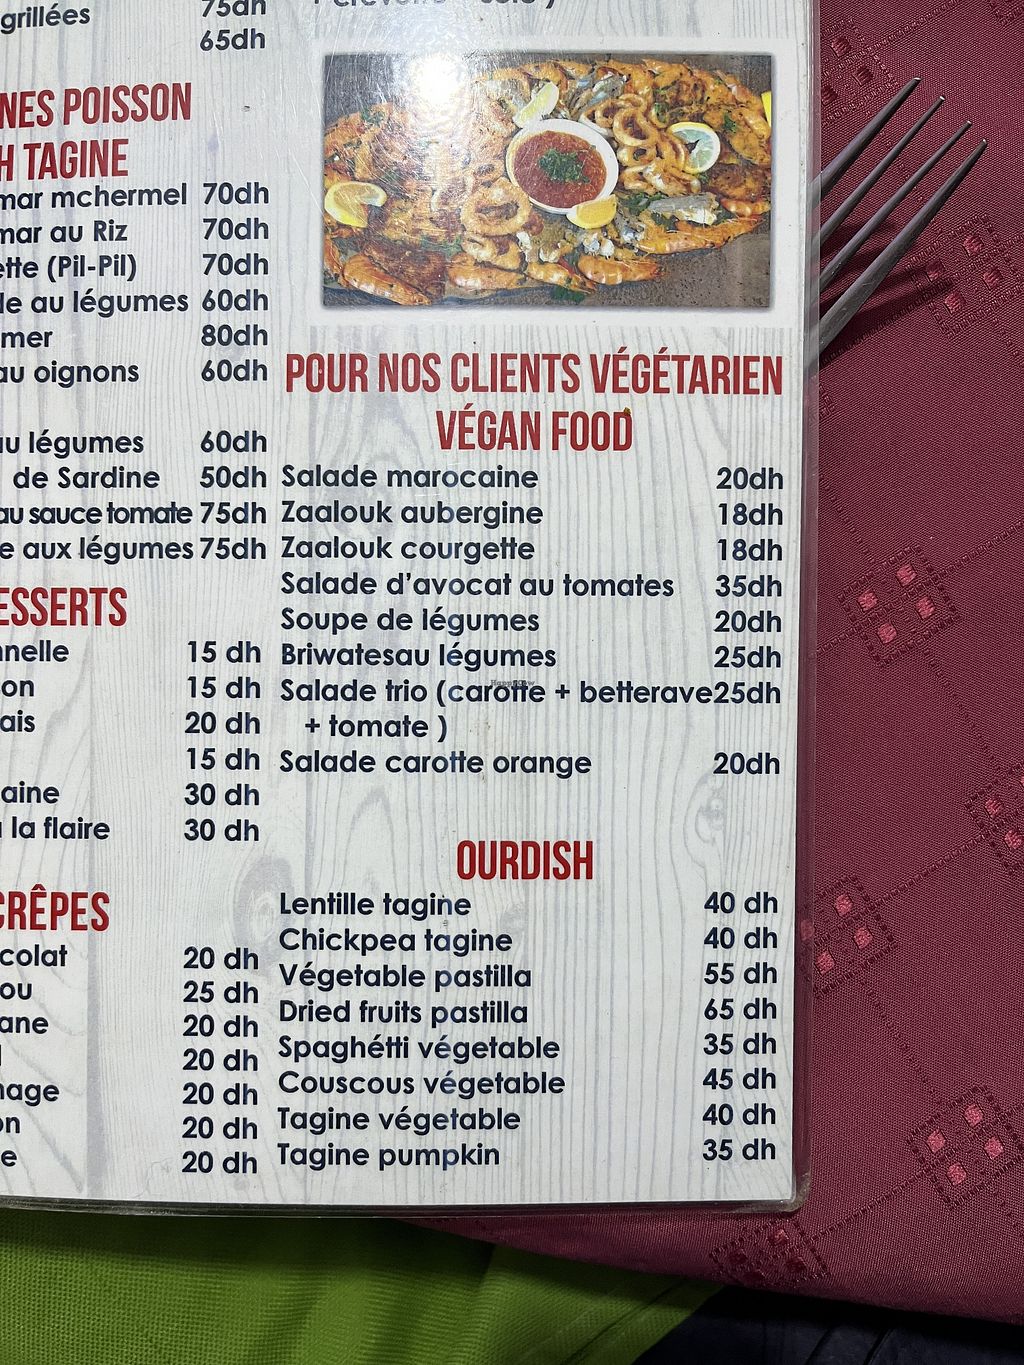 grillées 75dh
65dh
NES POISSON
H TAGINE
mar mchermel 70dh
mar au Riz 70dh
ette (Pil-Pil) 70dh
le au légumes 60dh
mer 80dh
au oignons 60dh
au légumes 60dh
de Sardine 50dh
au sauce tomate 75dh
e aux légumes 75dh
ESSERTS
nnelle 15 dh
on 15 dh
ais 20 dh
15 dh
aine 30 dh
a la flaire 30 dh
CRÊPES
colat 20 dh
ou 25 dh
ane 20 dh
20 dh
nage 20 dh
on 20 dh
e 20 dh
POUR NOS CLIENTS VÉGÉTARIEN
VÉGAN FOOD
Salade marocaine 20dh
Zaalouk aubergine 18dh
Zaalouk courgette 18dh
Salade d'avocat au tomates 35dh
Soupe de légumes 20dh
Briwatesau légumes 25dh
Salade trio (carotte + betterave 25dh
+ tomate )
Salade carotte orange 20dh
OURDISH
Lentille tagine 40 dh
Chickpea tagine 40 dh
Végetable pastilla 55 dh
Dried fruits pastilla 65 dh
Spaghétti végetable 35 dh
Couscous végetable 45 dh
Tagine végetable 40 dh
Tagine pumpkin 35 dh
HappyCow